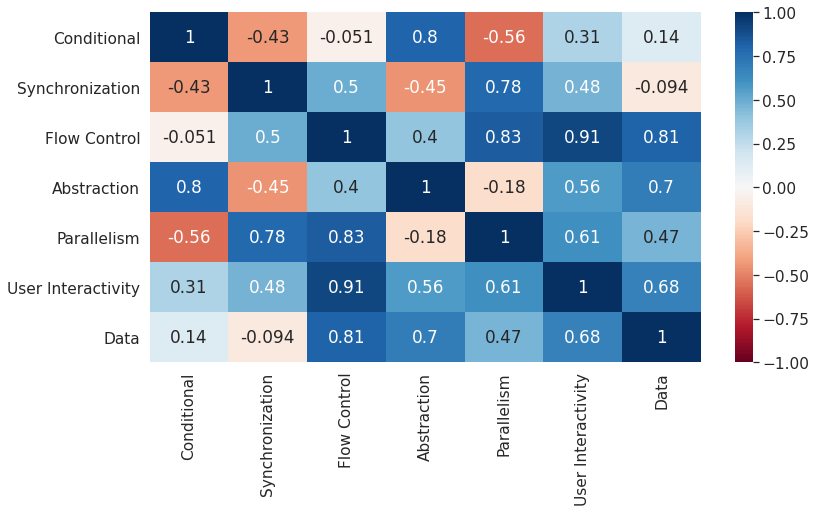 Conditional 1 -0.43 -0.051 0.8 -0.56 0.31 0.14
Synchronization -0.43 1 0.5 -0.45 0.78 0.48 -0.094
Flow Control -0.051 0.5 1 0.4 0.83 0.91 0.81
Abstraction 0.8 -0.45 0.4 1 -0.18 0.56 0.7
Parallelism -0.56 0.78 0.83 -0.18 1 0.61 0.47
User Interactivity 0.31 0.48 0.91 0.56 0.61 1 0.68
Data 0.14 -0.094 0.81 0.7 0.47 0.68 1
Conditional
Synchronization
Flow Control
Abstraction
Parallelism
User Interactivity
Data
1.00
0.75
0.50
0.25
0.00
−0.25
−0.50
−0.75
−1.00